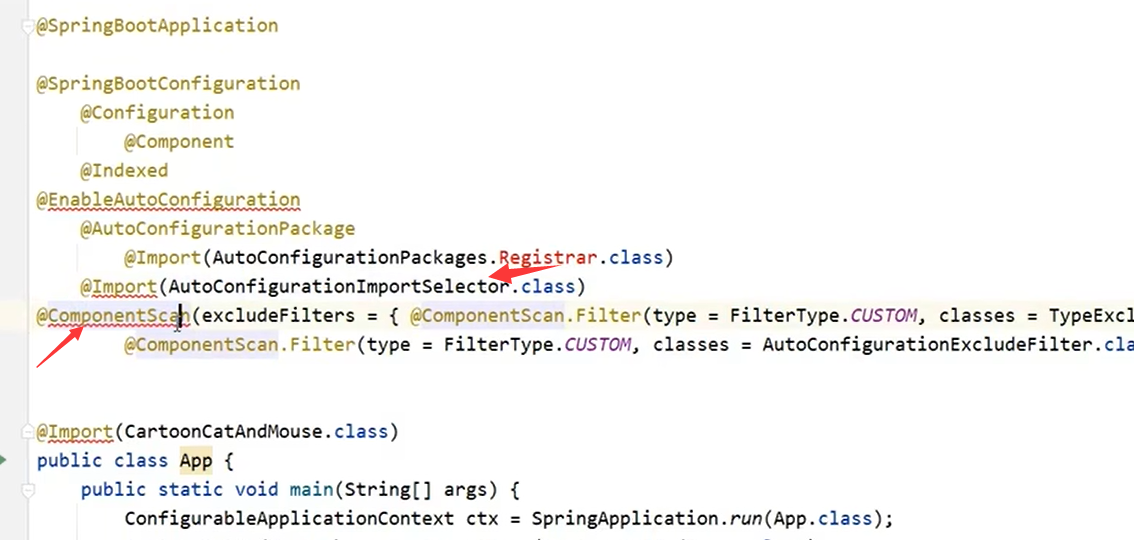 @SpringBootApplication
@SpringBootConfiguration
@Configuration
@Component
@Indexed
@EnableAutoConfiguration
@AutoConfigurationPackage
@Import(AutoConfigurationPackages.Registrar.class)
@Import(AutoConfigurationImportSelector.class)
@ComponentScan(excludeFilters = { @ComponentScan.Filter(type = FilterType.CUSTOM, classes = TypeExcl
@ComponentScan.Filter(type = FilterType.CUSTOM, classes = AutoConfigurationExcludeFilter.cla
@Import(CartoonCatAndMouse.class)
public class App {
public static void main(String[] args) {
ConfigurableApplicationContext ctx = SpringApplication.run(App.class);